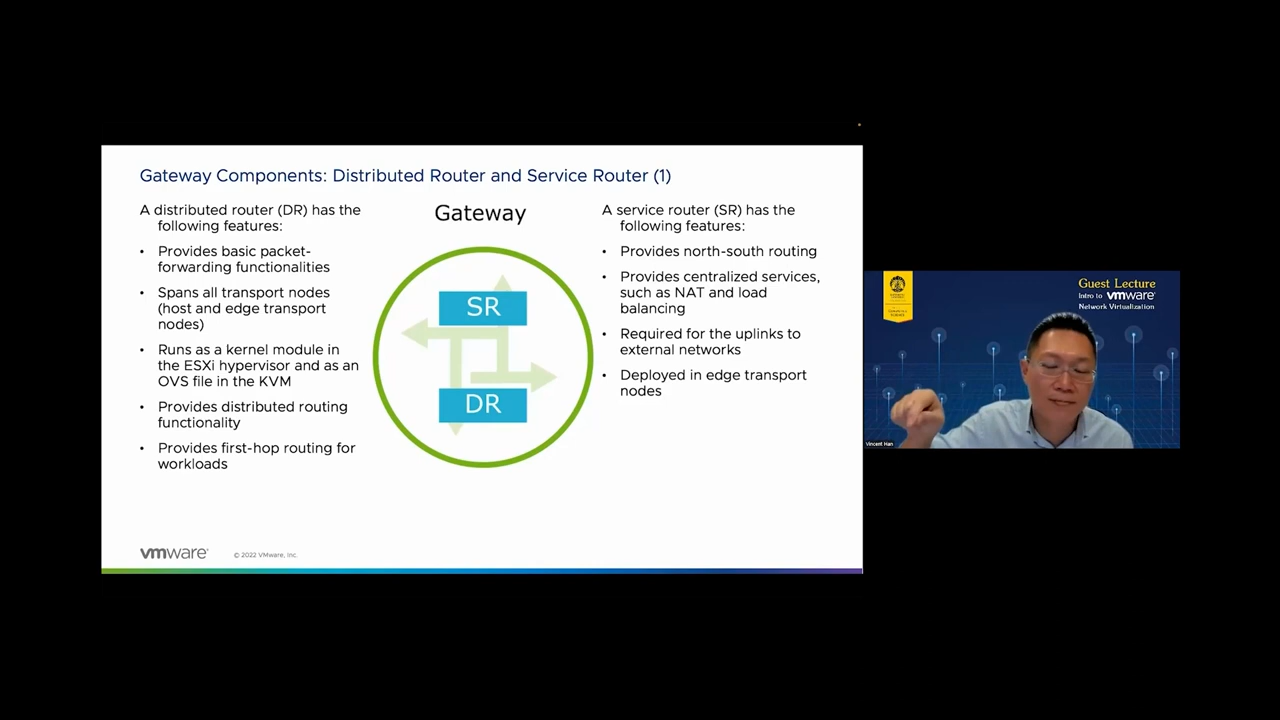 Gateway Components: Distributed Router and Service Router (1)
A distributed router (DR) has the
following features:
• Provides basic packet-
forwarding functionalities
• Spans all transport nodes
(host and edge transport
nodes)
• Runs as a kernel module in
the ESXi hypervisor and as an
OVS file in the KVM
• Provides distributed routing
functionality
• Provides first-hop routing for
workloads
Gateway
SR
DR
A service router (SR) has the
following features:
• Provides north-south routing
• Provides centralized services,
such as NAT and load
balancing
• Required for the uplinks to
external networks
• Deployed in edge transport
nodes
vmware®
© 2022 VMware, Inc.
Guest Lecture
Intro to vmware®
Network Virtualization
Vincent Han